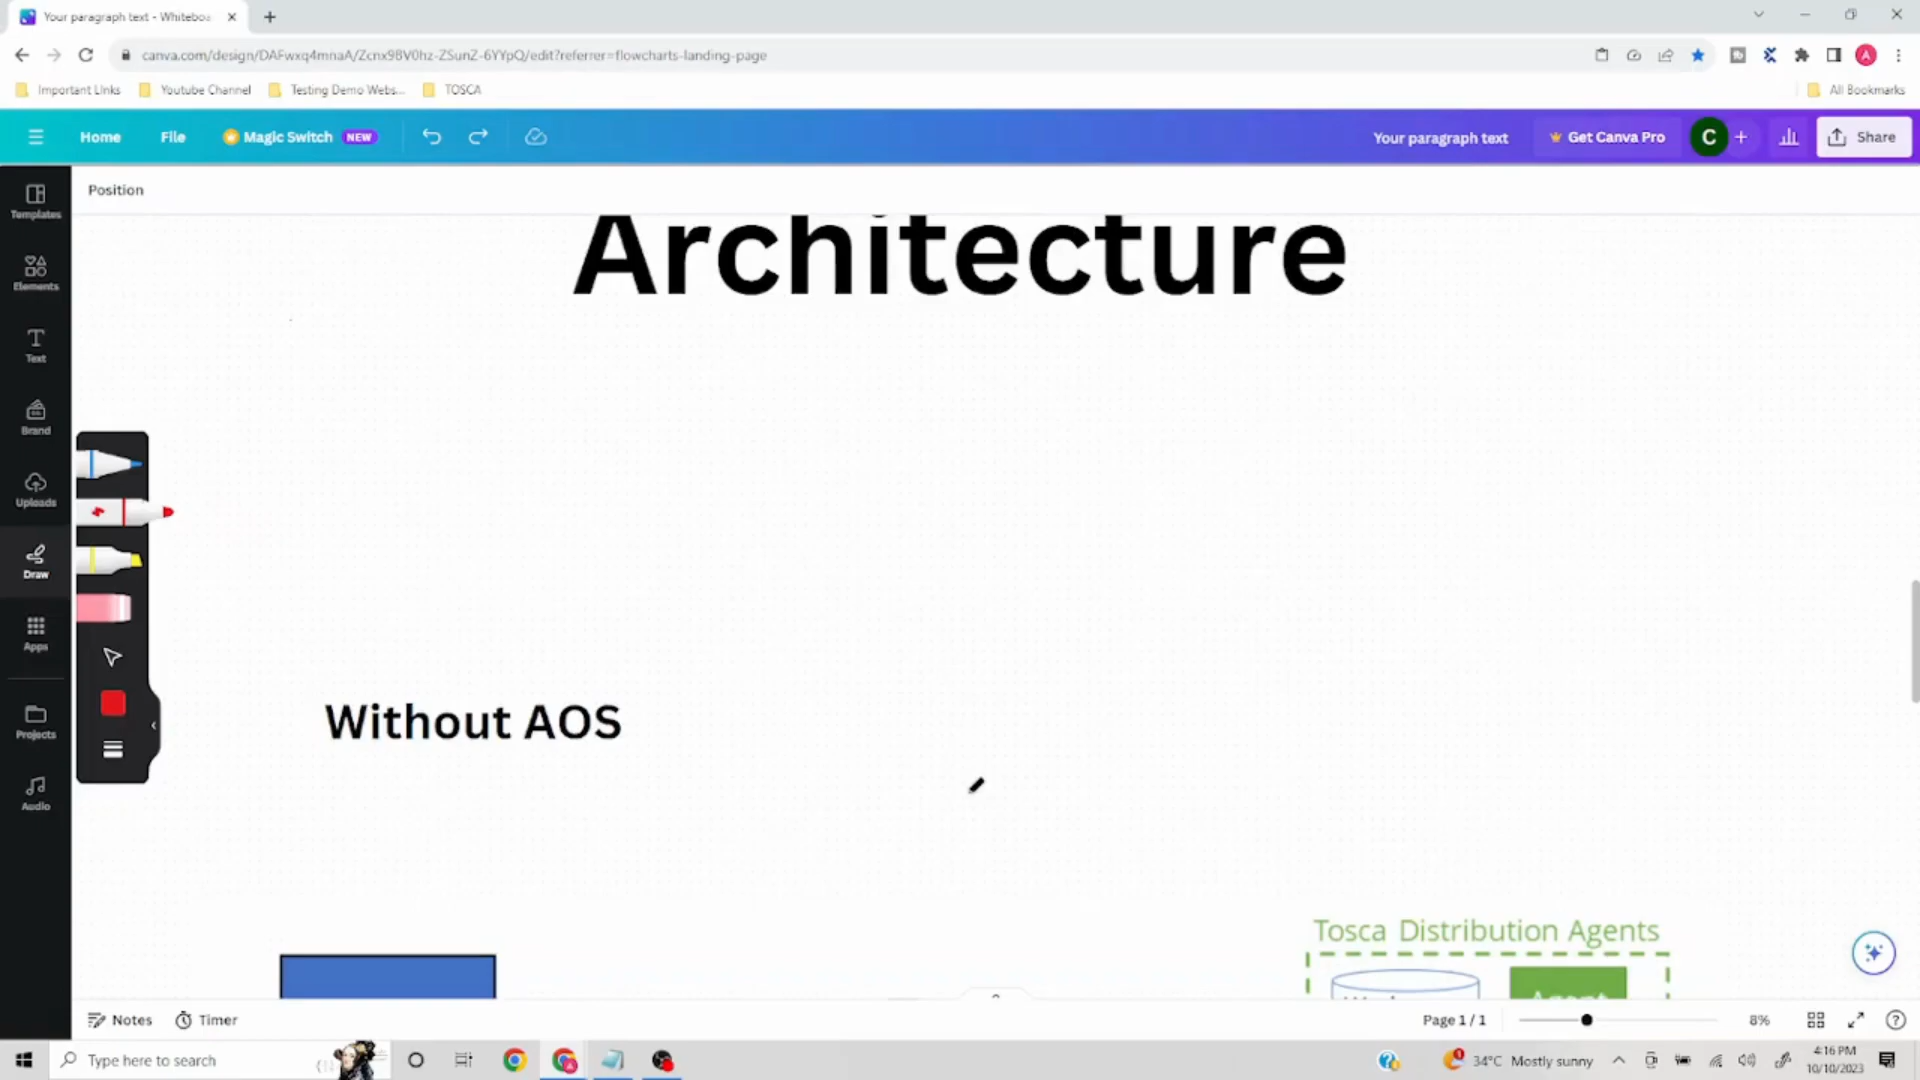 Your paragraph text - Whiteboa
canva.com/design/DAFwxq4mnaA/Zcnx9BV0hz-ZSunZ-6YYpQ/edit?referrer=flowcharts-landing-page
Important Links
Youtube Channel
Testing Demo Webs...
TOSCA
All Bookmarks
Home
File
Magic Switch
NEW
Your paragraph text
Get Canva Pro
C
Share
A
Templates
Elements
Text
Brand
Uploads
Draw
Apps
Projects
Audio
Position
Architecture
Without AOS
Tosca Distribution Agents
Agent
Notes
Timer
Page 1 / 1
8%
Type here to search
34°C Mostly sunny
4:16 PM
10/10/2023